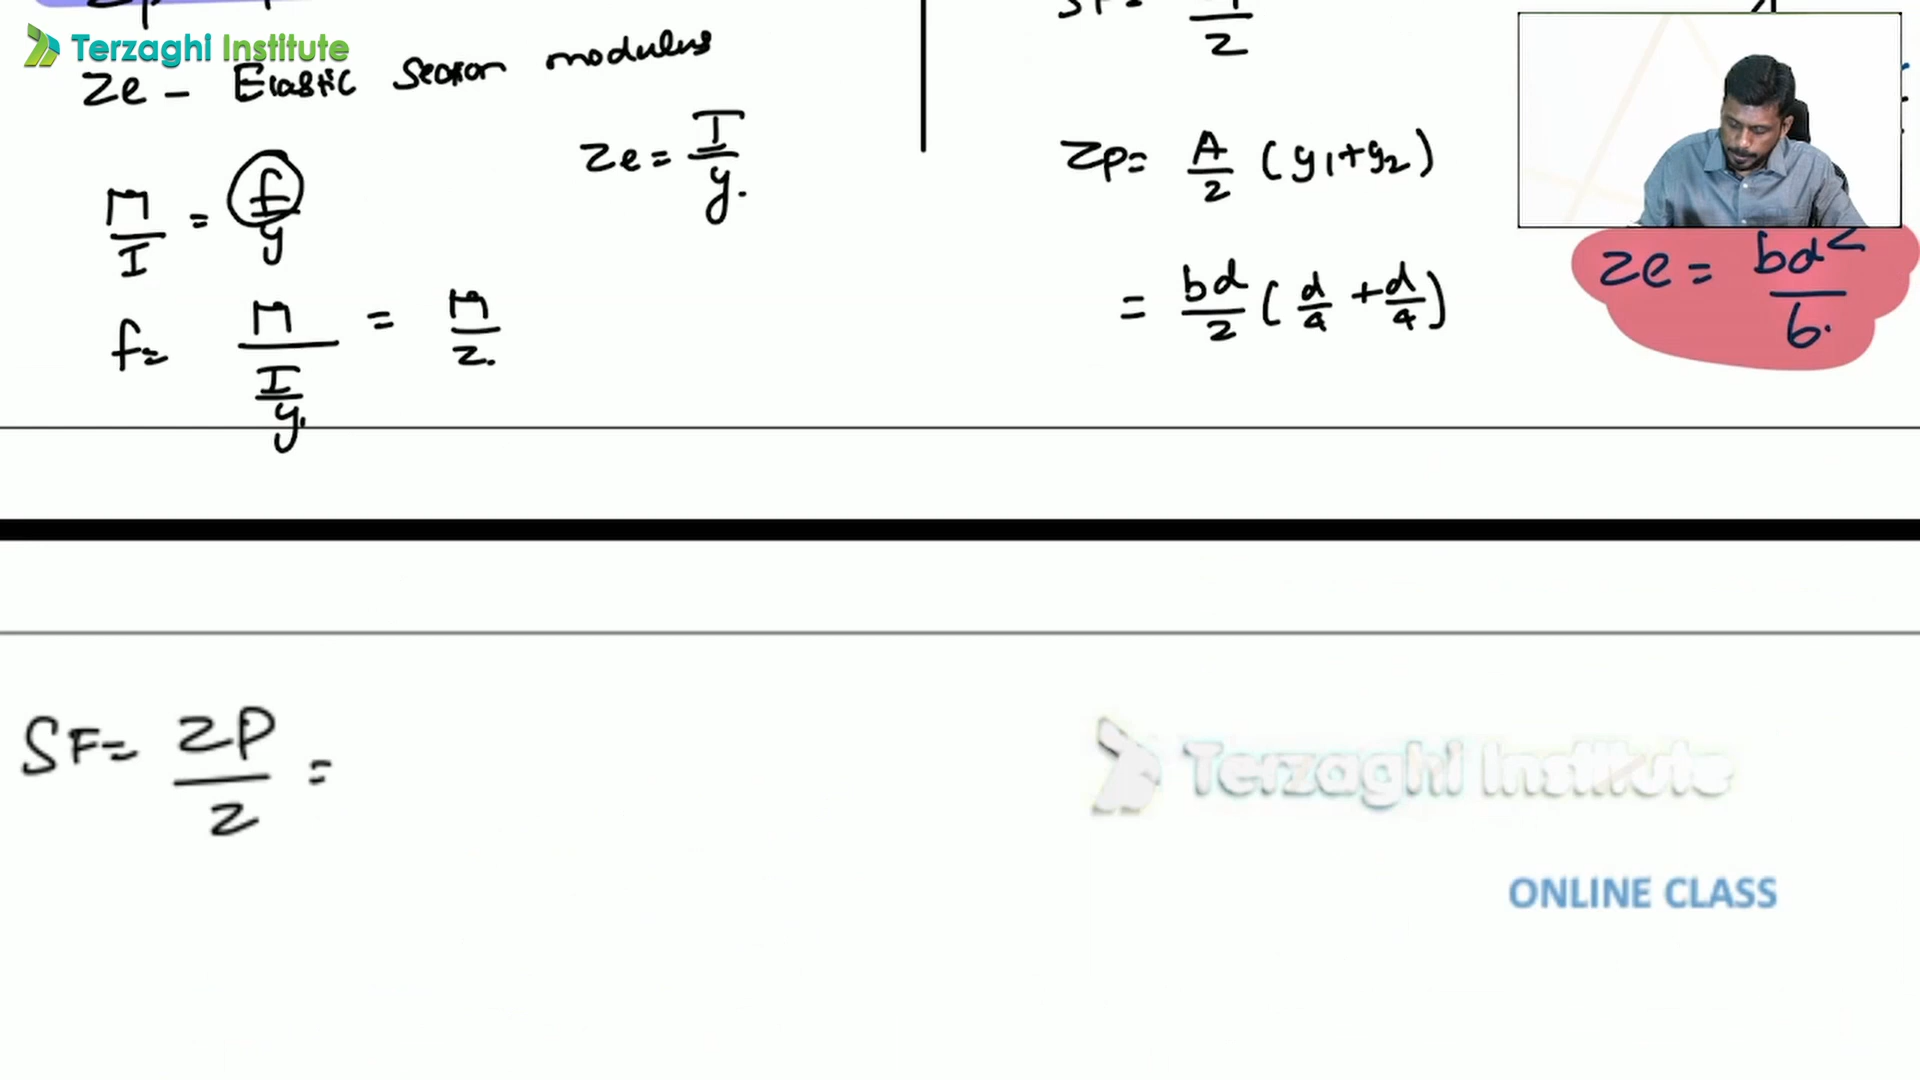 Terzaghi Institute
Ze - Elastic section modulus
M/I = f/y
Ze = I/y.
f = M/(I/y) = M/Z.
SF = /Z
Zp = A/2 (y1+y2)
= bd/2 (d/4 + d/4)
Ze = bd²/6.
SF = ZP/Z =
Terzaghi Institute
ONLINE CLASS